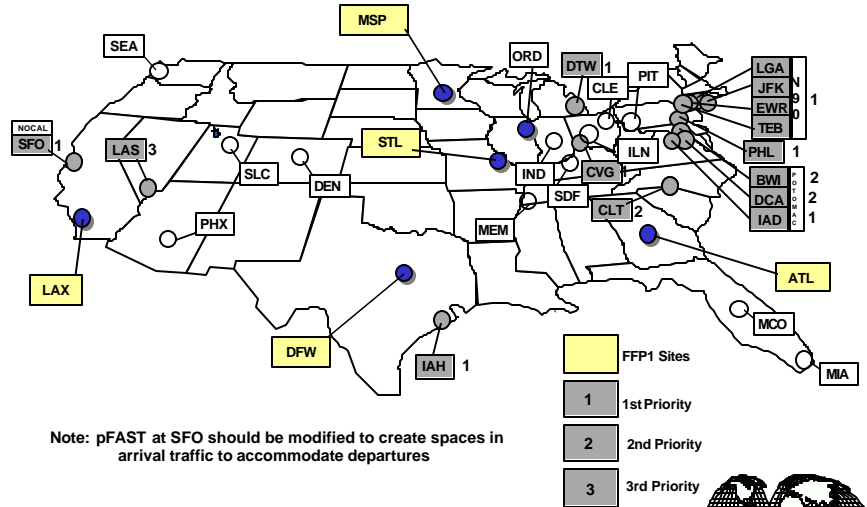 MSP
SEA
ORD
DTW 1
CLE
PIT
LGA
JFK
EWR
TEB
N90
1
NOCAL
SFO 1
LAS 3
STL
SLC
DEN
IND
CVG
ILN
PHL 1
BWI 2
DCA 2
IAD 1
POTOMAC
SDF
MEM
CLT 2
PHX
LAX
ATL
DFW
IAH 1
MCO
MIA
FFP1 Sites
1 1st Priority
2 2nd Priority
3 3rd Priority
Note: pFAST at SFO should be modified to create spaces in
arrival traffic to accommodate departures